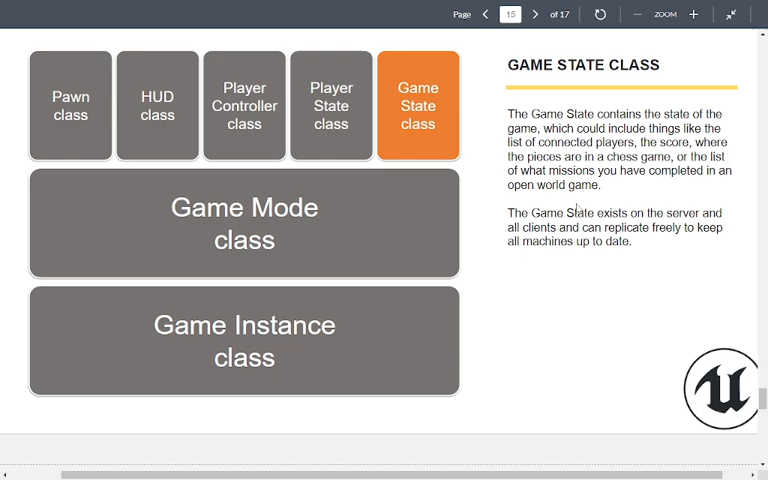 Page 15 of 17 ZOOM
Pawn
class
HUD
class
Player
Controller
class
Player
State
class
Game
State
class
Game Mode
class
Game Instance
class
GAME STATE CLASS
The Game State contains the state of the
game, which could include things like the
list of connected players, the score, where
the pieces are in a chess game, or the list
of what missions you have completed in an
open world game.
The Game State exists on the server and
all clients and can replicate freely to keep
all machines up to date.